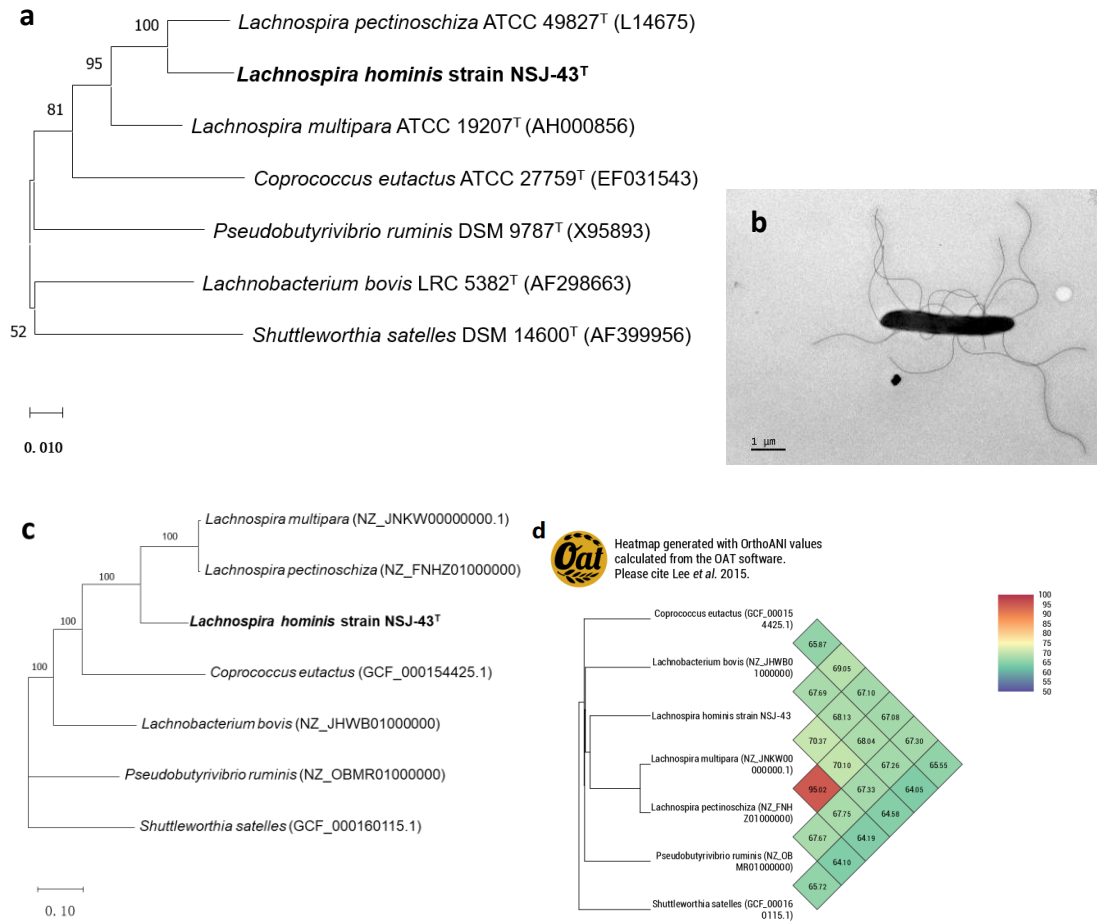 a
Lachnospira pectinoschiza ATCC 49827ᵀ (L14675)
100
Lachnospira hominis strain NSJ-43ᵀ
95
Lachnospira multipara ATCC 19207ᵀ (AH000856)
81
Coprococcus eutactus ATCC 27759ᵀ (EF031543)
Pseudobutyrivibrio ruminis DSM 9787ᵀ (X95893)
Lachnobacterium bovis LRC 5382ᵀ (AF298663)
52
Shuttleworthia satelles DSM 14600ᵀ (AF399956)
0. 010
b
1 μm
c
Lachnospira multipara (NZ_JNKW00000000.1)
100
Lachnospira pectinoschiza (NZ_FNHZ01000000)
100
Lachnospira hominis strain NSJ-43ᵀ
100
Coprococcus eutactus (GCF_000154425.1)
100
Lachnobacterium bovis (NZ_JHWB01000000)
Pseudobutyrivibrio ruminis (NZ_OBMR01000000)
Shuttleworthia satelles (GCF_000160115.1)
0. 10
d
Oat
Heatmap generated with OrthoANI values
calculated from the OAT software.
Please cite Lee et al. 2015.
Coprococcus eutactus (GCF_00015
4425.1)
Lachnobacterium bovis (NZ_JHWB0
1000000)
Lachnospira hominis strain NSJ-43
Lachnospira multipara (NZ_JNKW00
000000.1)
Lachnospira pectinoschiza (NZ_FNH
Z01000000)
Pseudobutyrivibrio ruminis (NZ_OB
MR01000000)
Shuttleworthia satelles (GCF_00016
0115.1)
65.87
69.05
67.69 67.10
68.13 67.08
70.37 68.04 67.30
70.10 67.26 65.55
95.02 67.33 64.05
67.75 64.58
67.67 64.19
64.10
65.72
100
95
90
85
80
75
70
65
60
55
50